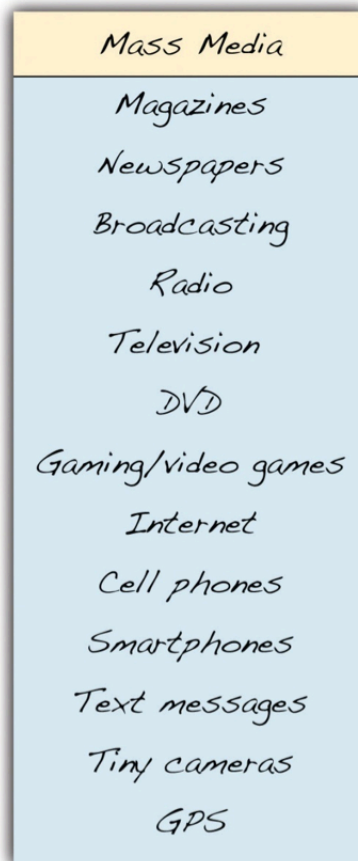 Mass Media
Magazines
Newspapers
Broadcasting
Radio
Television
DVD
Gaming/video games
Internet
Cell phones
Smartphones
Text messages
Tiny cameras
GPS